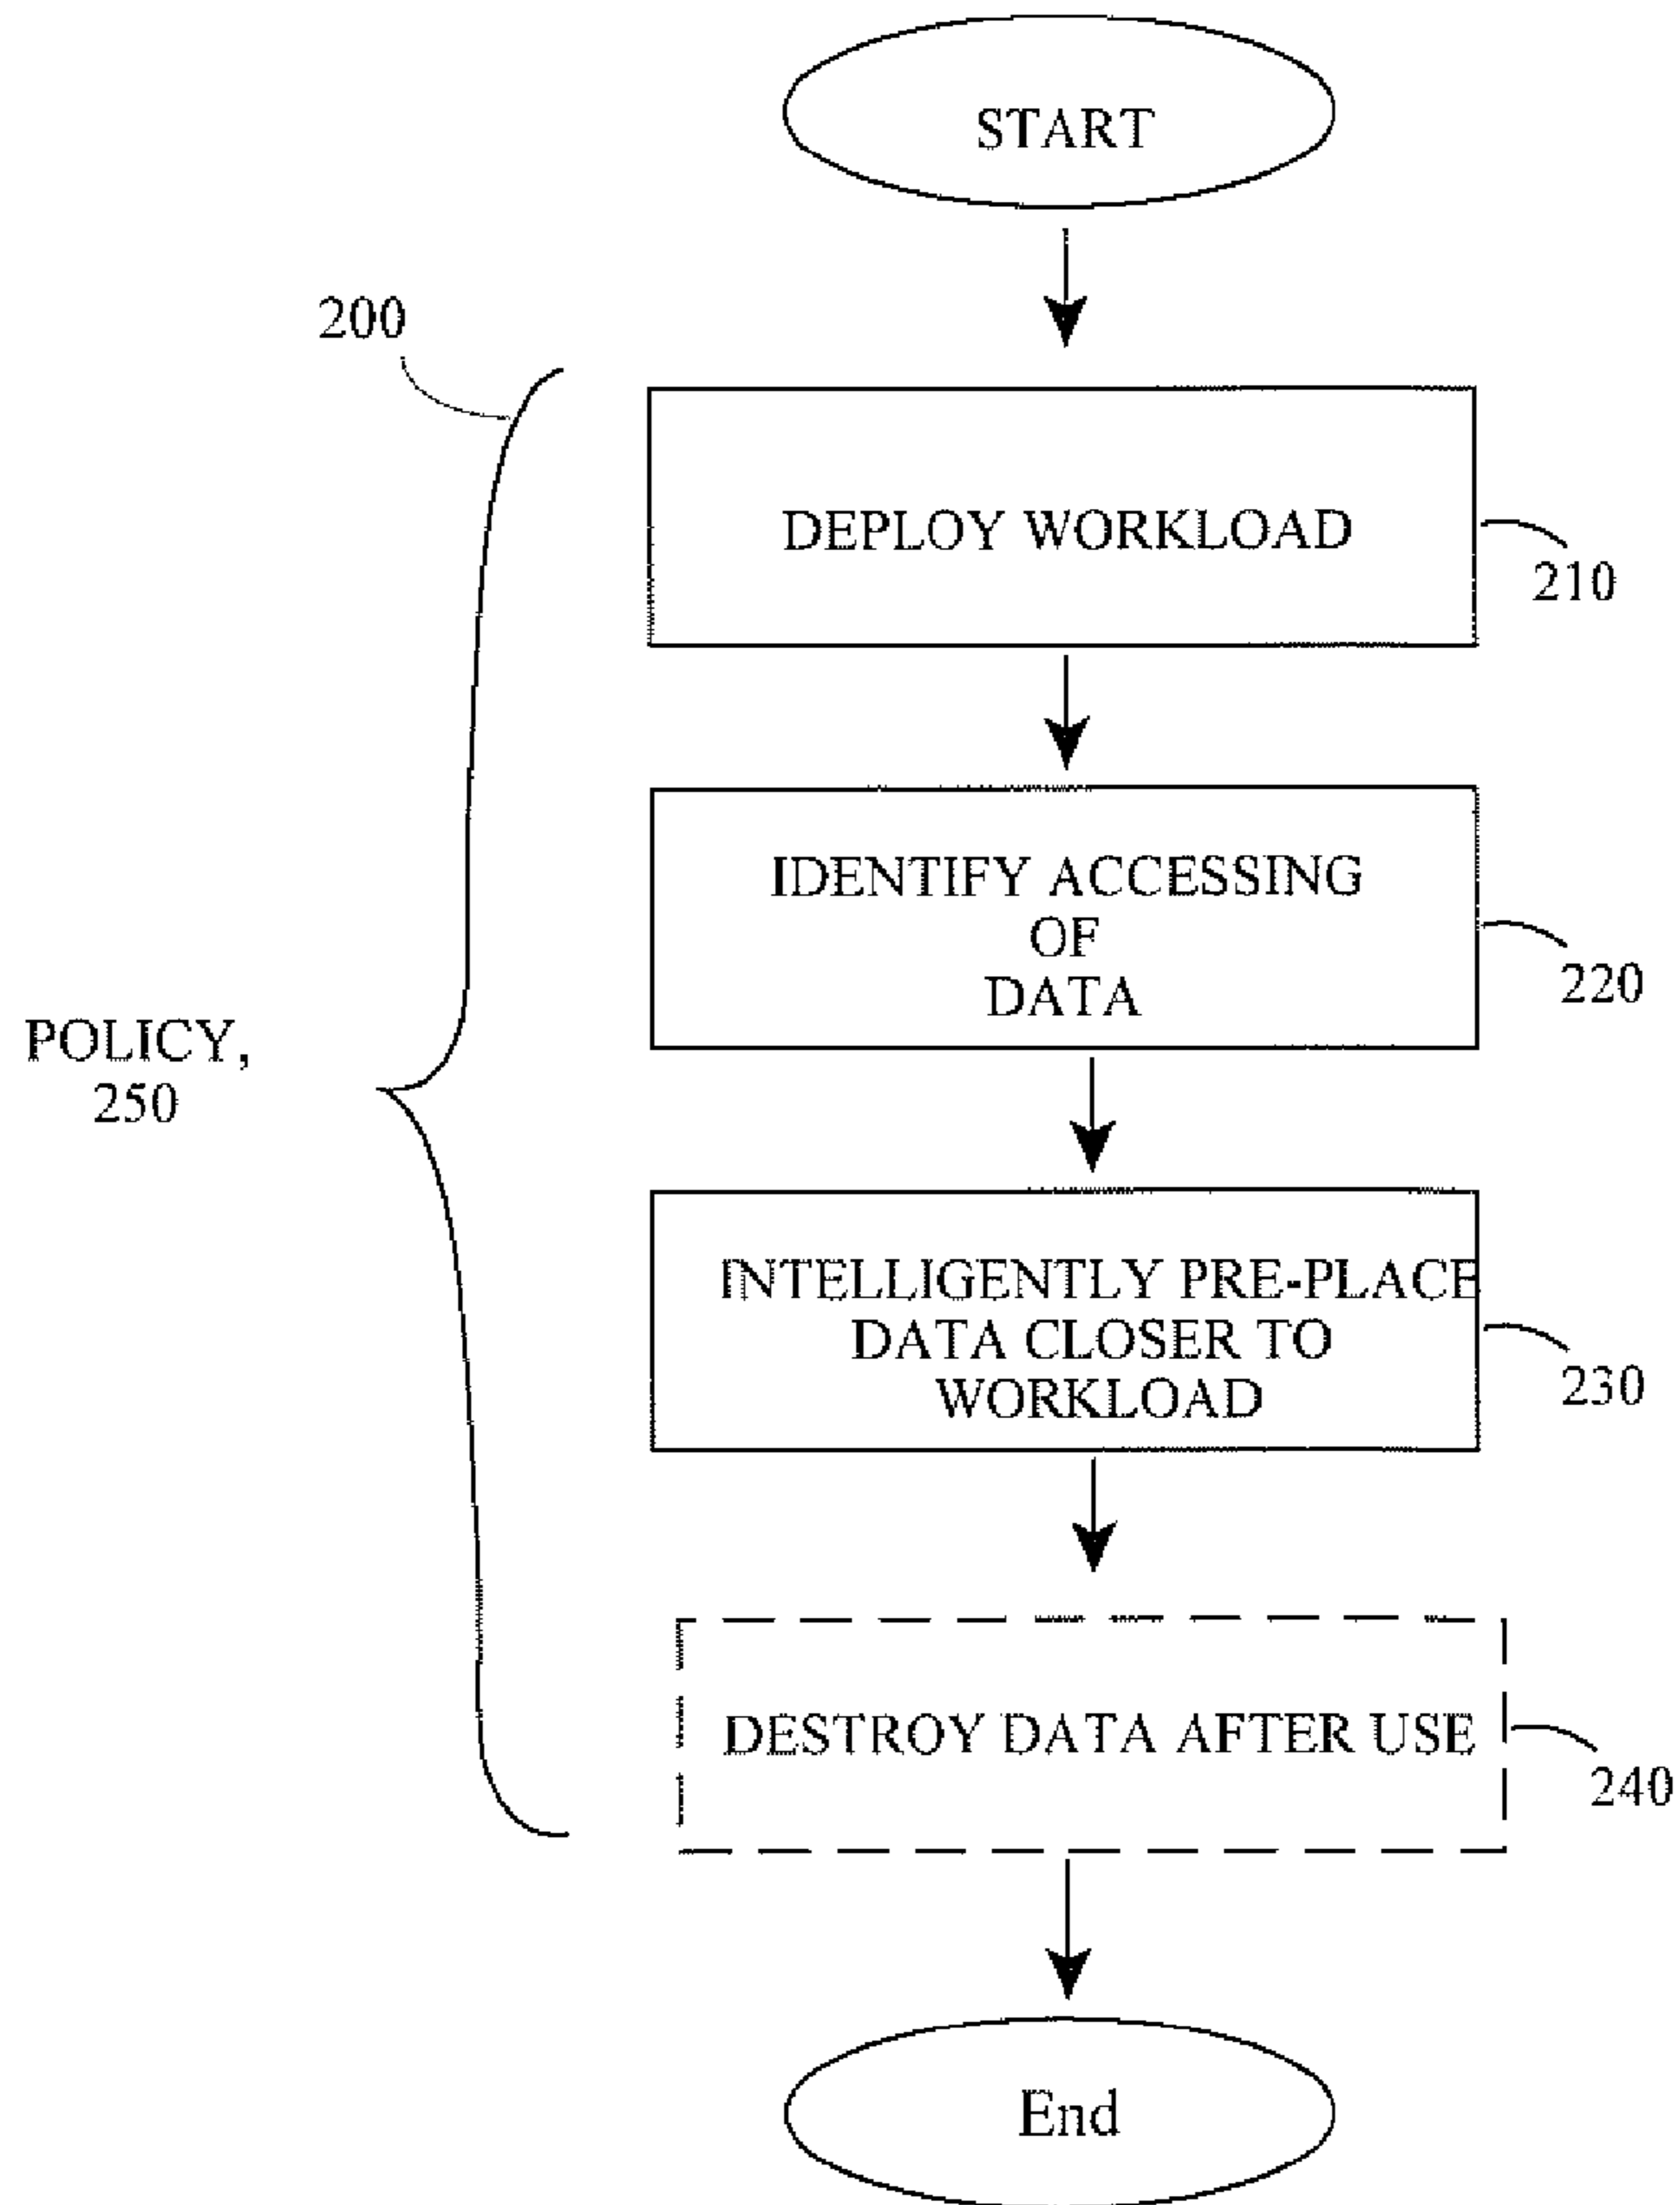 START
200
DEPLOY WORKLOAD
210
IDENTIFY ACCESSING
OF
DATA
220
POLICY,
250
INTELLIGENTLY PRE-PLACE
DATA CLOSER TO
WORKLOAD
230
DESTROY DATA AFTER USE
240
End